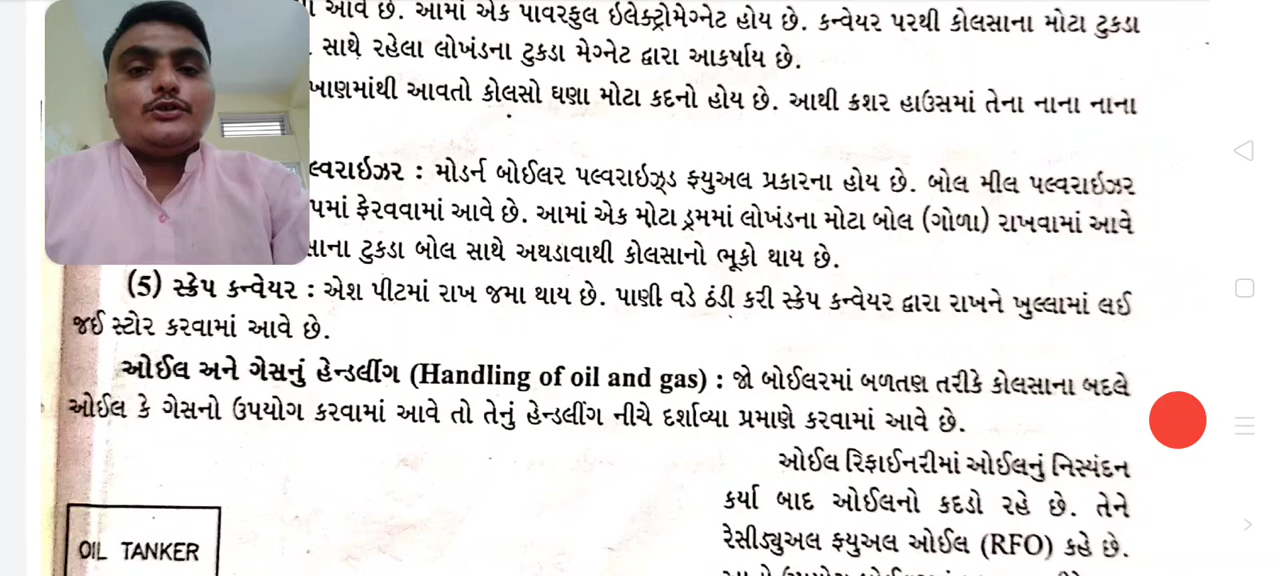 આવે છે. આમાં એક પાવરફુલ ઇલેક્ટ્રોમેગ્નેટ હોય છે. કન્વેયર પરથી કોલસાના મોટા ટુકડા
સાથે રહેલા લોખંડના ટુકડા મેગ્નેટ દ્વારા આકર્ષાય છે.
ખાણમાંથી આવતો કોલસો ઘણા મોટા કદનો હોય છે. આથી ક્રશર હાઉસમાં તેના નાના નાના
લ્વરાઇઝર : મોડર્ન બોઈલર પલ્વરાઇઝ્ડ ફ્યુઅલ પ્રકારના હોય છે. બોલ મીલ પલ્વરાઇઝર
પમાં ફેરવવામાં આવે છે. આમાં એક મોટા ડ્રમમાં લોખંડના મોટા બોલ (ગોળા) રાખવામાં આવે
સાના ટુકડા બોલ સાથે અથડાવાથી કોલસાનો ભૂકો થાય છે.
(5) સ્ક્રેપ કન્વેયર : એશ પીટમાં રાખ જમા થાય છે. પાણી વડે ઠંડી કરી સ્ક્રેપ કન્વેયર દ્વારા રાખને ખુલ્લામાં લઈ
જઈ સ્ટોર કરવામાં આવે છે.
ઓઈલ અને ગેસનું હેન્ડલીંગ (Handling of oil and gas) : જો બોઈલરમાં બળતણ તરીકે કોલસાના બદલે
ઓઈલ કે ગેસનો ઉપયોગ કરવામાં આવે તો તેનું હેન્ડલીંગ નીચે દર્શાવ્યા પ્રમાણે કરવામાં આવે છે.
ઓઈલ રિફાઈનરીમાં ઓઈલનું નિસ્યંદન
કર્યા બાદ ઓઈલનો કદડો રહે છે. તેને
રેસીડ્યુઅલ ફ્યુઅલ ઓઈલ (RFO) કહે છે.
OIL TANKER